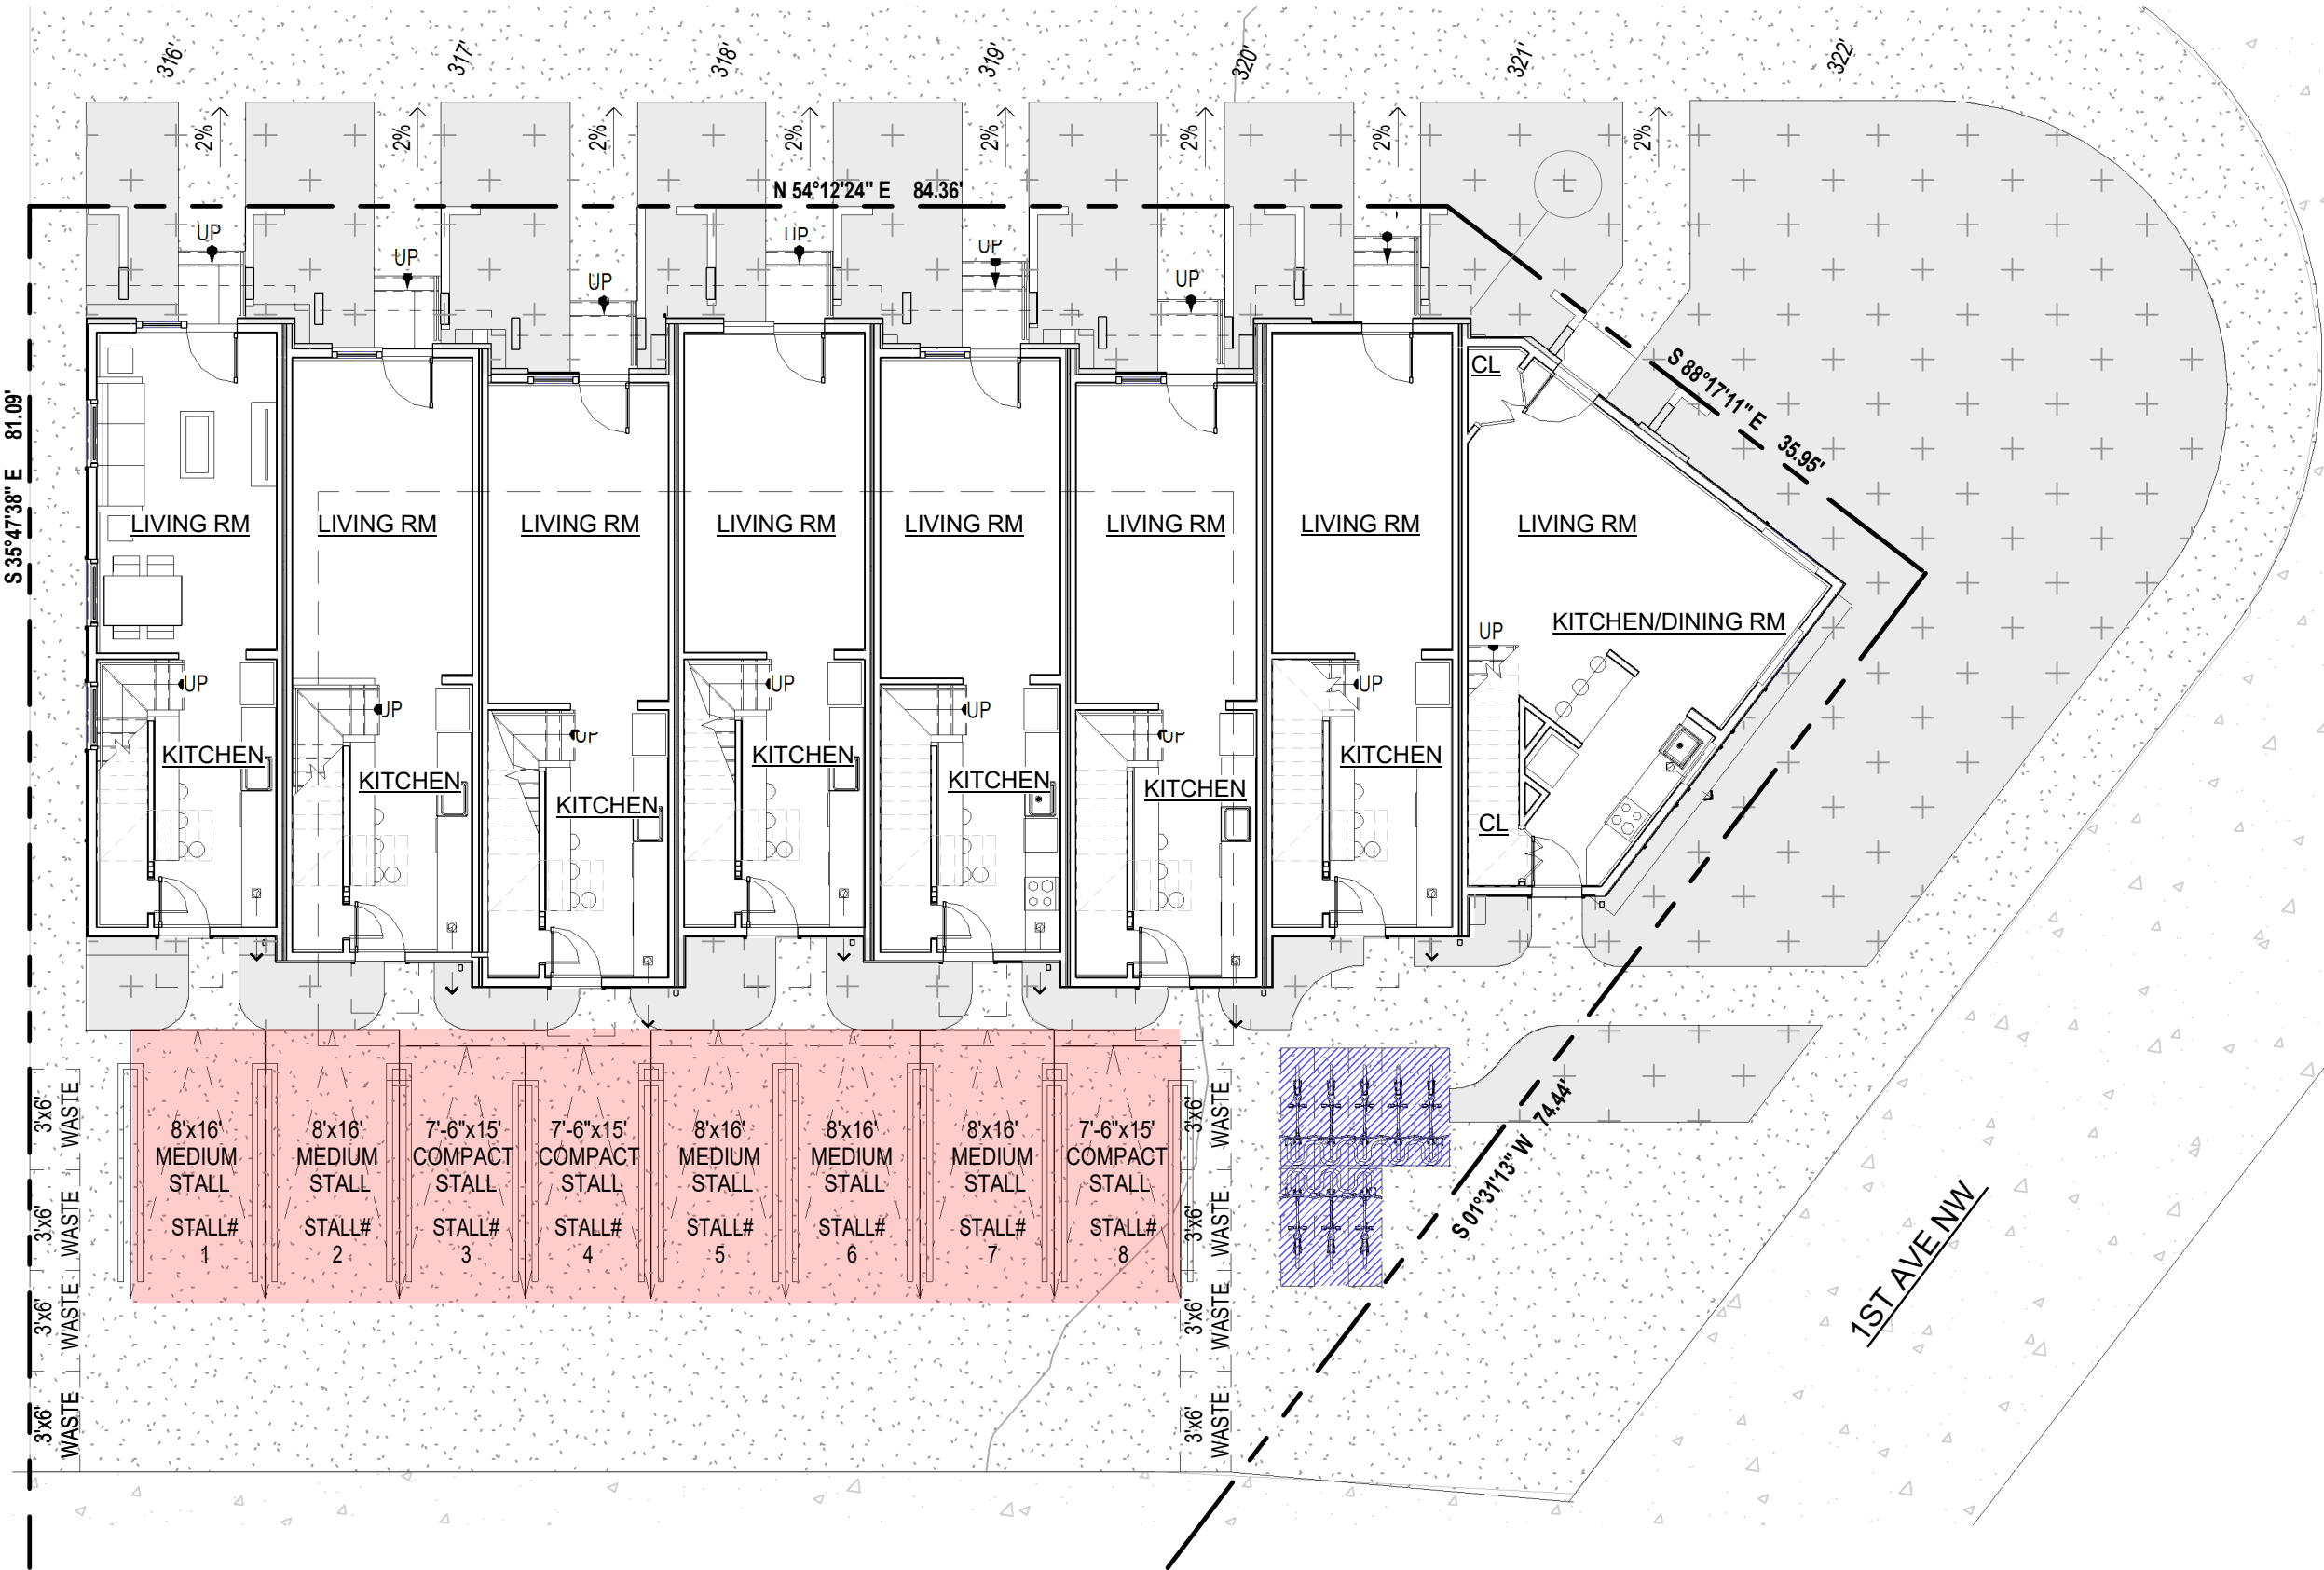 316'
317'
318'
319'
320'
321'
322'
2%
2%
2%
2%
2%
2%
2%
2%
N 54°12'24" E 84.36'
L
UP
UP
UP
UP
UP
UP
S 35°47'38" E 81.09'
S 88°17'11" E 35.95'
CL
LIVING RM
LIVING RM
LIVING RM
LIVING RM
LIVING RM
LIVING RM
LIVING RM
LIVING RM
KITCHEN/DINING RM
UP
UP
UP
UP
UP
UP
UP
UP
KITCHEN
KITCHEN
KITCHEN
KITCHEN
KITCHEN
KITCHEN
KITCHEN
CL
3'x6'
WASTE
3'x6'
WASTE
3'x6'
WASTE
3'x6'
WASTE
8'x16'
MEDIUM
STALL
STALL#
1
8'x16'
MEDIUM
STALL
STALL#
2
7'-6"x15'
COMPACT
STALL
STALL#
3
7'-6"x15'
COMPACT
STALL
STALL#
4
8'x16'
MEDIUM
STALL
STALL#
5
8'x16'
MEDIUM
STALL
STALL#
6
8'x16'
MEDIUM
STALL
STALL#
7
7'-6"x15'
COMPACT
STALL
STALL#
8
3'x6'
WASTE
3'x6'
WASTE
3'x6'
WASTE
3'x6'
WASTE
S 01°31'13" W 74.44'
1ST AVE NW